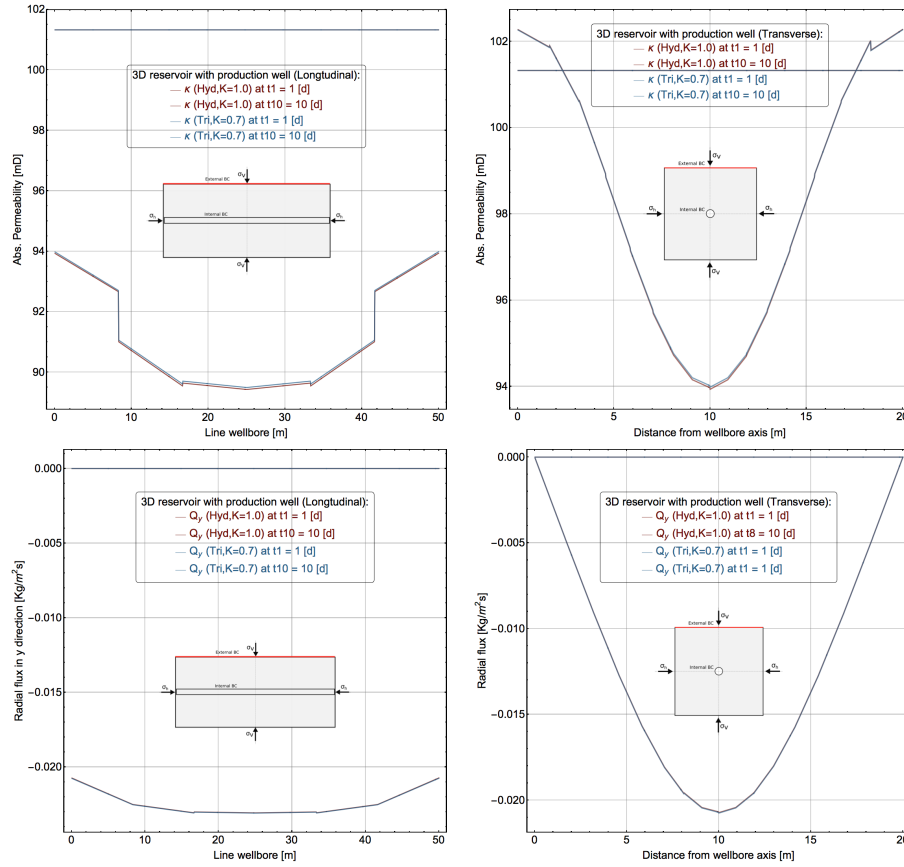 3D reservoir with production well (Longtudinal):
κ (Hyd,K=1.0) at t1 = 1 [d]
κ (Hyd,K=1.0) at t10 = 10 [d]
κ (Tri,K=0.7) at t1 = 1 [d]
κ (Tri,K=0.7) at t10 = 10 [d]
External BC
σV
Internal BC
σh
σh
σV
Abs. Permeability [mD]
102
100
98
96
94
92
90
0
10
20
30
40
50
Line wellbore [m]
3D reservoir with production well (Transverse):
κ (Hyd,K=1.0) at t1 = 1 [d]
κ (Hyd,K=1.0) at t10 = 10 [d]
κ (Tri,K=0.7) at t1 = 1 [d]
κ (Tri,K=0.7) at t10 = 10 [d]
External BC
σV
Internal BC
σh
σh
σV
Abs. Permeability [mD]
102
100
98
96
94
0
5
10
15
20
Distance from wellbore axis [m]
3D reservoir with production well (Longtudinal):
Qy (Hyd,K=1.0) at t1 = 1 [d]
Qy (Hyd,K=1.0) at t10 = 10 [d]
Qy (Tri,K=0.7) at t1 = 1 [d]
Qy (Tri,K=0.7) at t10 = 10 [d]
External BC
σV
Internal BC
σh
σh
σV
Radial flux in y direction [Kg/m²s]
0.000
−0.005
−0.010
−0.015
−0.020
0
10
20
30
40
50
Line wellbore [m]
3D reservoir with production well (Transverse):
Qy (Hyd,K=1.0) at t1 = 1 [d]
Qy (Hyd,K=1.0) at t8 = 10 [d]
Qy (Tri,K=0.7) at t1 = 1 [d]
Qy (Tri,K=0.7) at t1 = 1 [d]
External BC
σV
Internal BC
σh
σh
σV
Radial flux [Kg/m²s]
0.000
−0.005
−0.010
−0.015
−0.020
0
5
10
15
20
Distance from wellbore axis [m]